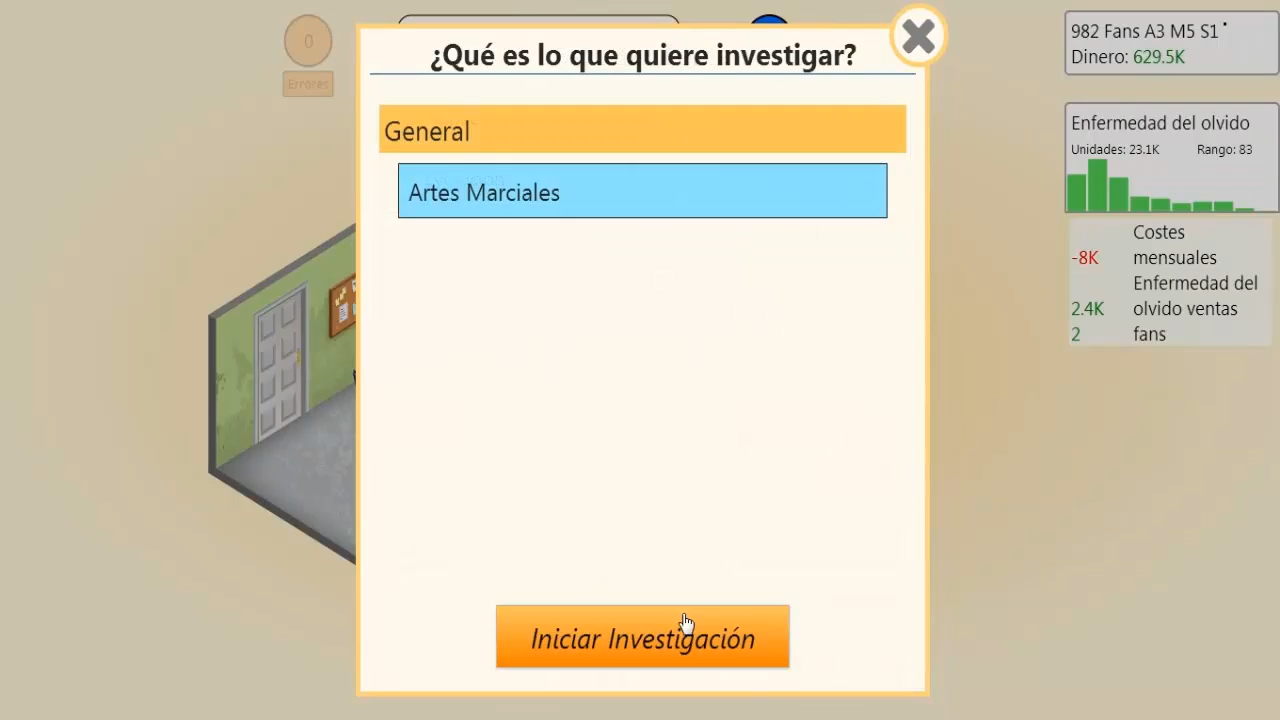 0
Errores
¿Qué es lo que quiere investigar?
General
Artes Marciales
Iniciar Investigación
982 Fans A3 M5 S1
Dinero: 629.5K
Enfermedad del olvido
Unidades: 23.1K Rango: 83
Costes
-8K mensuales
Enfermedad del
2.4K olvido ventas
2 fans